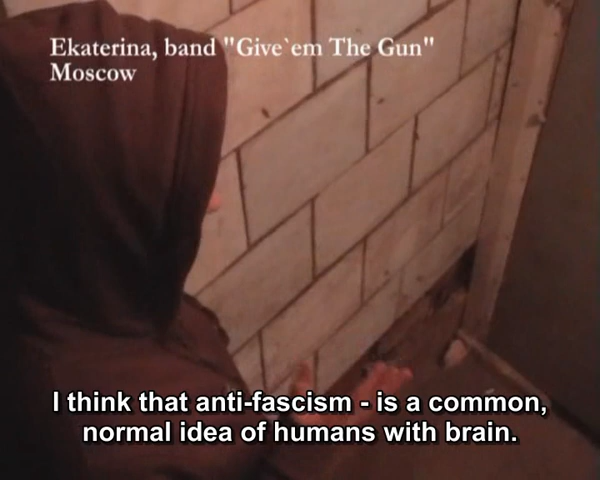 Ekaterina, band "Give`em The Gun"
Moscow
I think that anti-fascism - is a common,
normal idea of humans with brain.